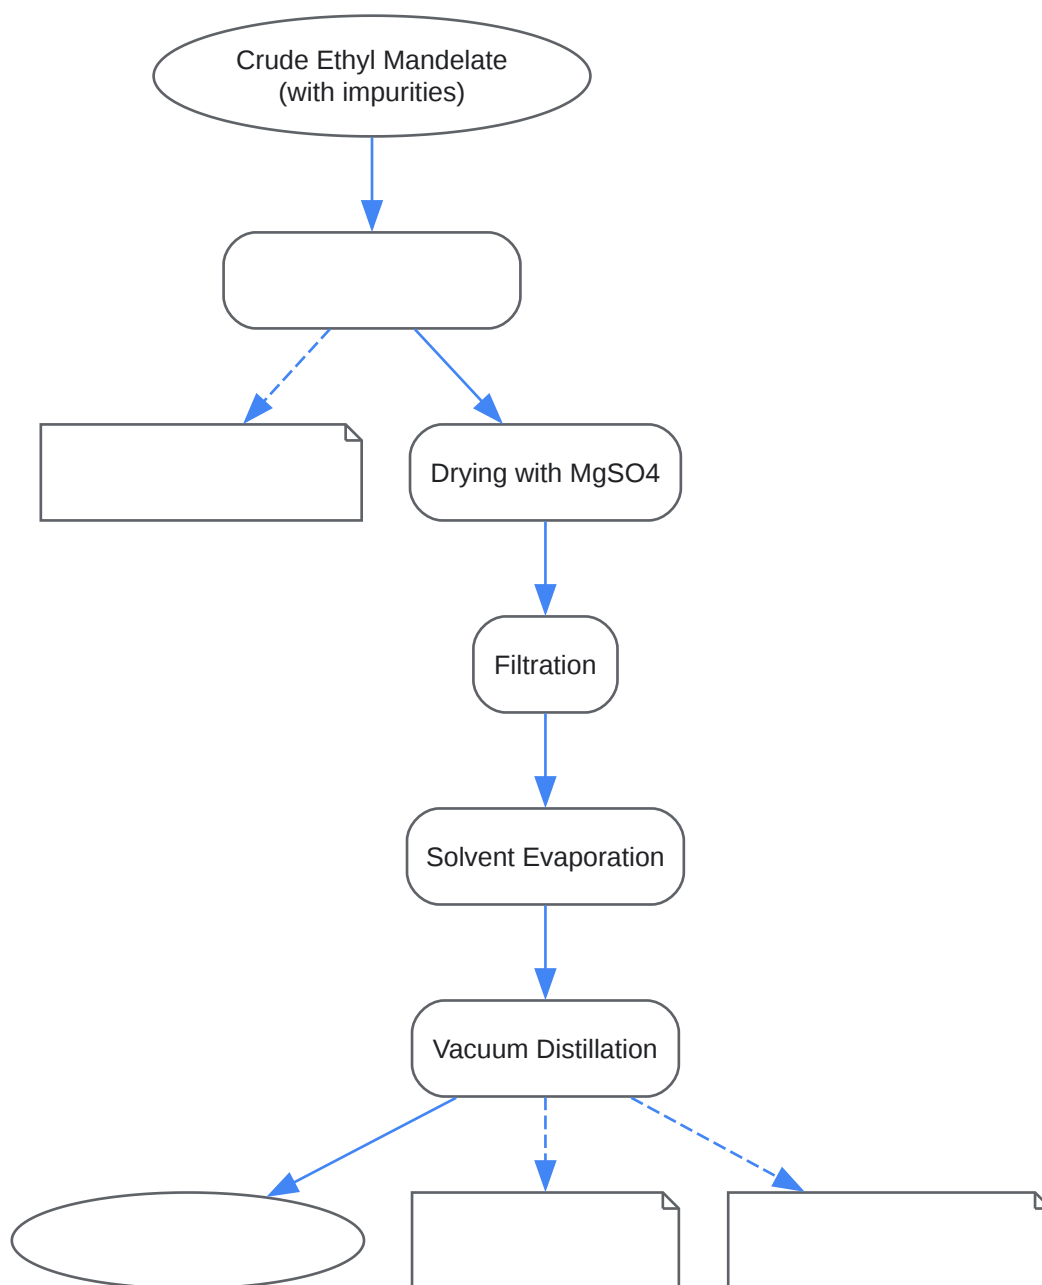 Crude Ethyl Mandelate
(with impurities)
Drying with MgSO4
Filtration
Solvent Evaporation
Vacuum Distillation